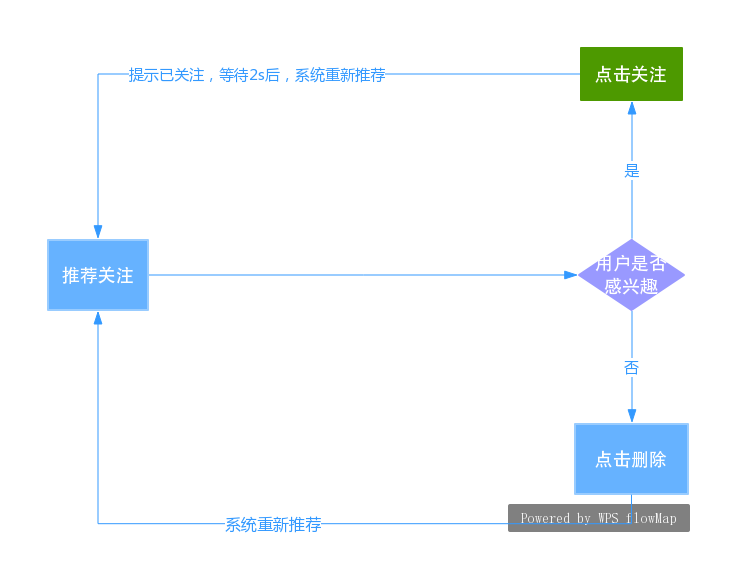 提示已关注，等待2s后，系统重新推荐
点击关注
是
推荐关注
用户是否
感兴趣
否
点击删除
Powered by WPS flowMap
系统重新推荐